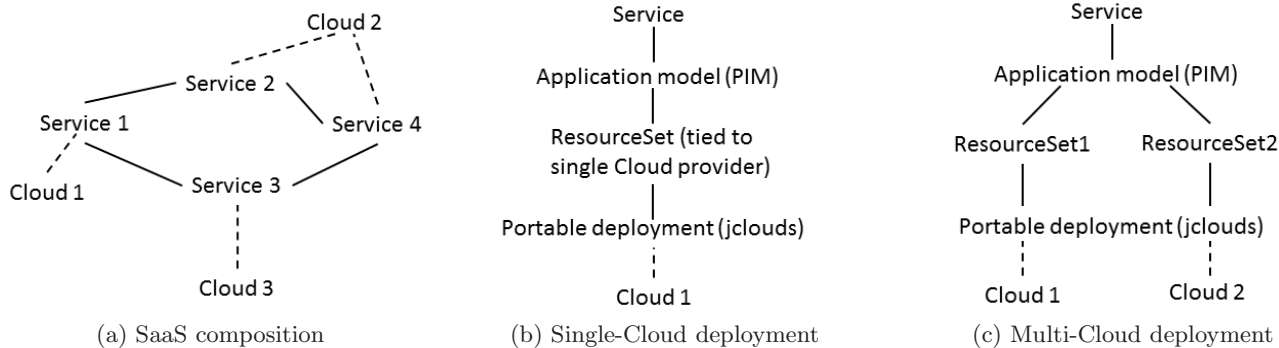 Cloud 2
Service 2
Service 1
Service 4
Cloud 1
Service 3
Cloud 3
(a) SaaS composition
Service
Application model (PIM)
ResourceSet (tied to
single Cloud provider)
Portable deployment (jclouds)
Cloud 1
(b) Single-Cloud deployment
Service
Application model (PIM)
ResourceSet1
ResourceSet2
Portable deployment (jclouds)
Cloud 1
Cloud 2
(c) Multi-Cloud deployment